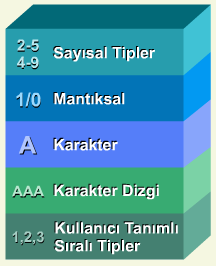 2-5
4-9
Sayısal Tipler
1/0
Mantıksal
A
Karakter
AAA
Karakter Dizgi
1,2,3
Kullanıcı Tanımlı
Sıralı Tipler